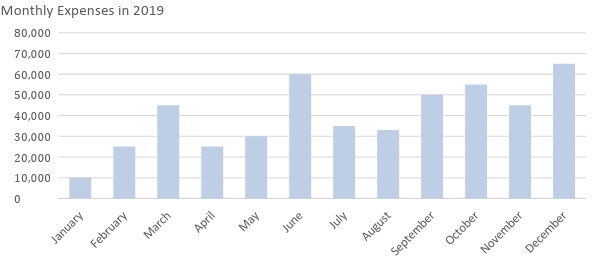 Monthly Expenses in 2019
80,000
70,000
60,000
50,000
40,000
30,000
20,000
10,000
0
January
February
March
April
May
June
July
August
September
October
November
December